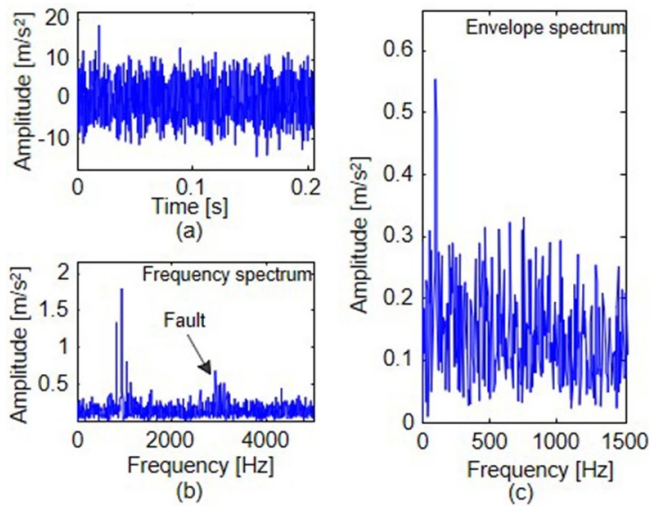 Amplitude [m/s²]
20
10
0
-10
0
0.1
0.2
Time [s]
(a)
Amplitude [m/s²]
2
1.5
1
0.5
Frequency spectrum
Fault
0
2000
4000
Frequency [Hz]
(b)
Amplitude [m/s²]
Envelope spectrum
0.6
0.5
0.4
0.3
0.2
0.1
0
0
500
1000
1500
Frequency [Hz]
(c)